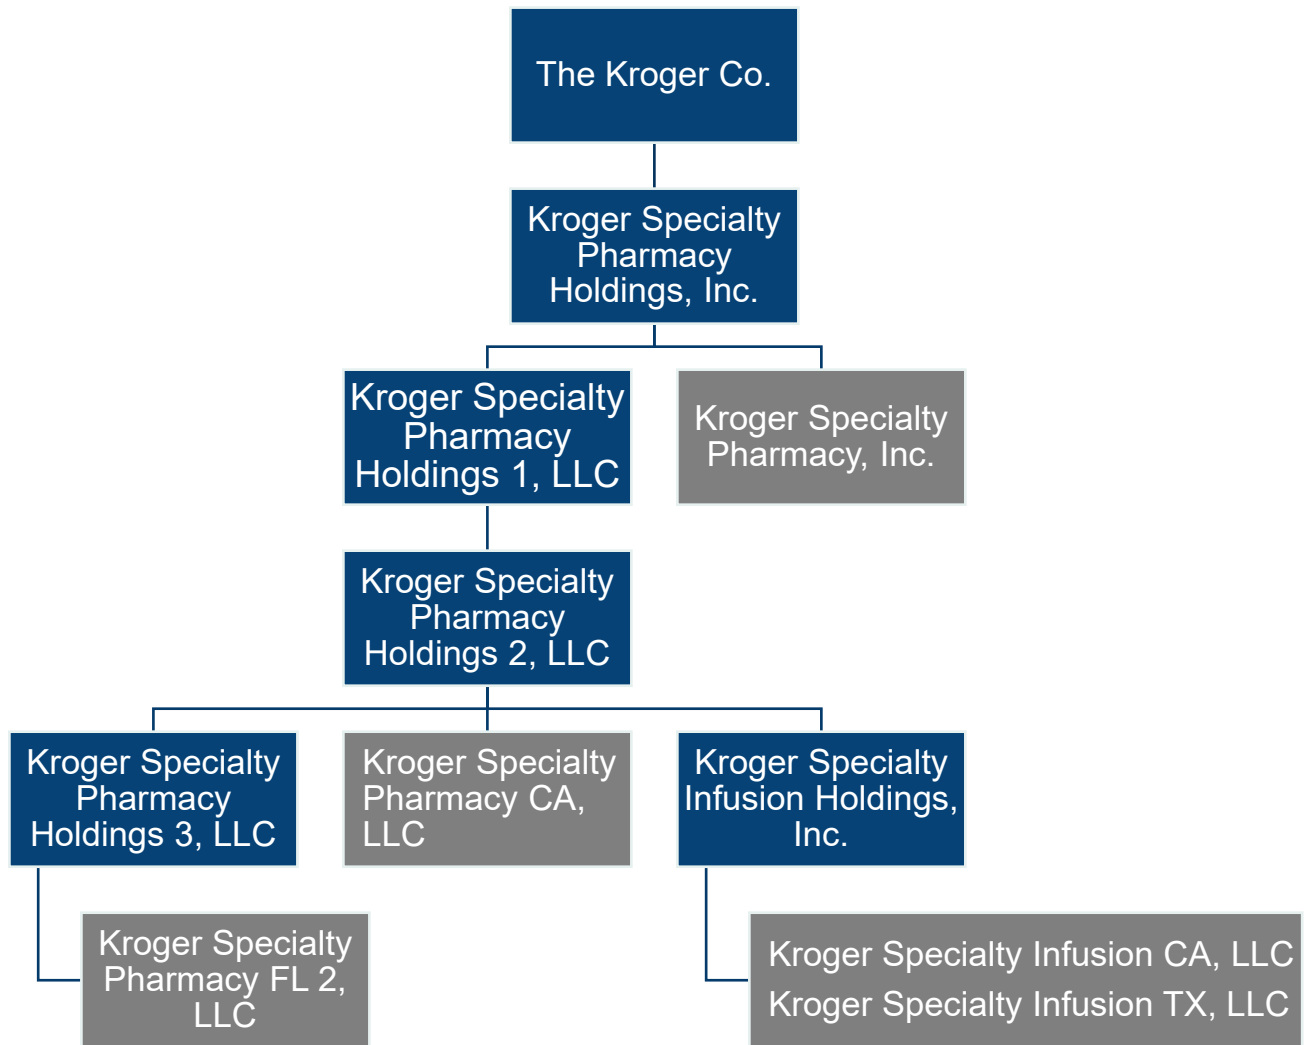 The Kroger Co.
Kroger Specialty
Pharmacy
Holdings, Inc.
Kroger Specialty
Pharmacy
Holdings 1, LLC
Kroger Specialty
Pharmacy, Inc.
Kroger Specialty
Pharmacy
Holdings 2, LLC
Kroger Specialty
Pharmacy
Holdings 3, LLC
Kroger Specialty
Pharmacy CA,
LLC
Kroger Specialty
Infusion Holdings,
Inc.
Kroger Specialty
Pharmacy FL 2,
LLC
Kroger Specialty Infusion CA, LLC
Kroger Specialty Infusion TX, LLC